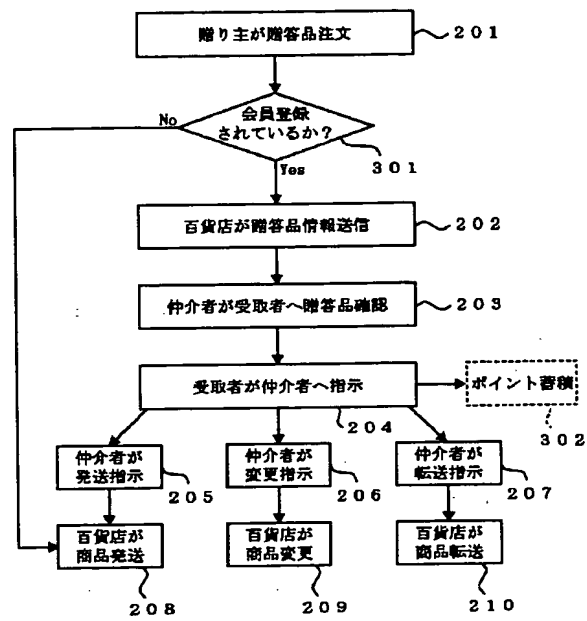 贈り主が贈答品注文
201
会員登録
されているか？
No
Yes
301
百貨店が贈答品情報送信
202
仲介者が受取者へ贈答品確認
203
受取者が仲介者へ指示
204
ポイント蓄積
302
仲介者が
発送指示
205
仲介者が
変更指示
206
仲介者が
転送指示
207
百貨店が
商品発送
208
百貨店が
商品変更
209
百貨店が
商品転送
210